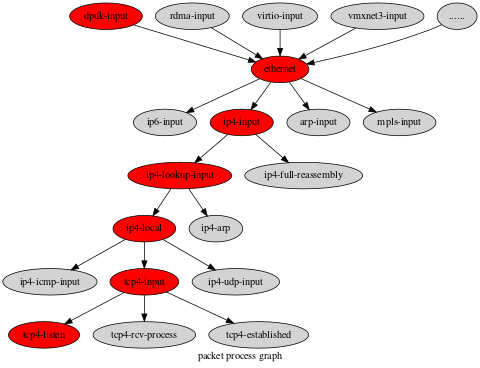 dpdk-input rdma-input virtio-input vmxnet3-input ......
ethernet
ip6-input ip4-input arp-input mpls-input
ip4-lookup-input ip4-full-reassembly
ip4-local ip4-arp
ip4-icmp-input tcp4-input ip4-udp-input
tcp4-listen tcp4-rcv-process tcp4-established
packet process graph